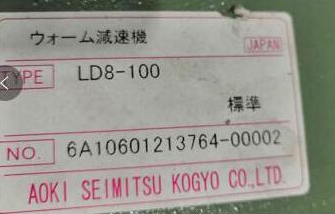 ウォーム減速機
JAPAN
TYPE LD8-100
標準
NO. 6A10601213764-00002
AOKI SEIMITSU KOGYO CO.,LTD.